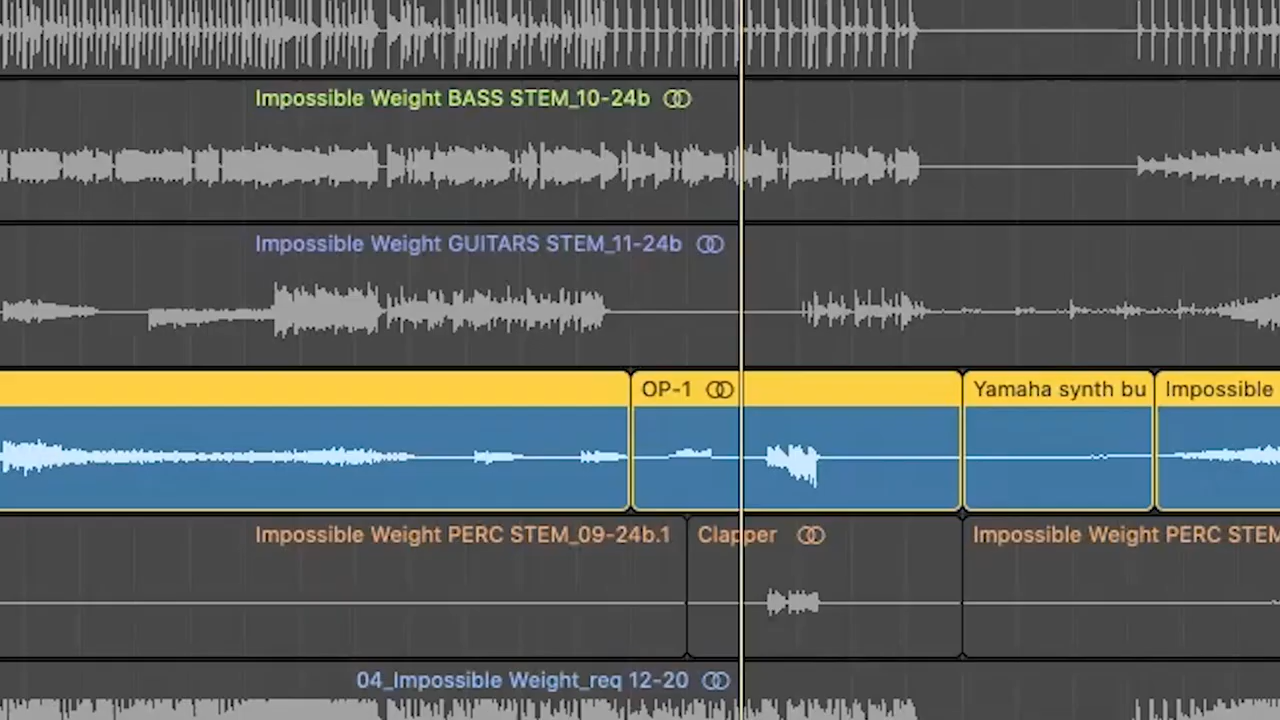 Impossible Weight BASS STEM_10-24b
Impossible Weight GUITARS STEM_11-24b
OP-1
Yamaha synth bu
Impossible
Impossible Weight PERC STEM_09-24b.1
Clapper
Impossible Weight PERC STEM
04_Impossible Weight_req 12-20